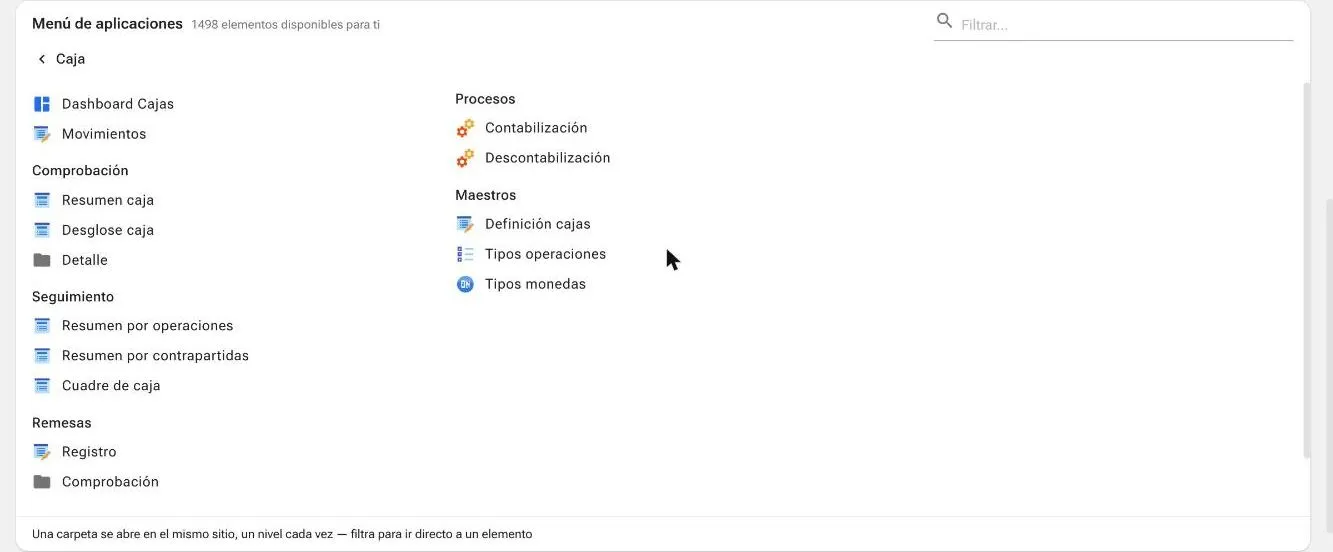 Menú de aplicaciones 1498 elementos disponibles para ti
Filtrar...
Caja
Dashboard Cajas
Movimientos
Comprobación
Resumen caja
Desglose caja
Detalle
Seguimiento
Resumen por operaciones
Resumen por contrapartidas
Cuadre de caja
Remesas
Registro
Comprobación
Procesos
Contabilización
Descontabilización
Maestros
Definición cajas
Tipos operaciones
Tipos monedas
Una carpeta se abre en el mismo sitio, un nivel cada vez — filtra para ir directo a un elemento